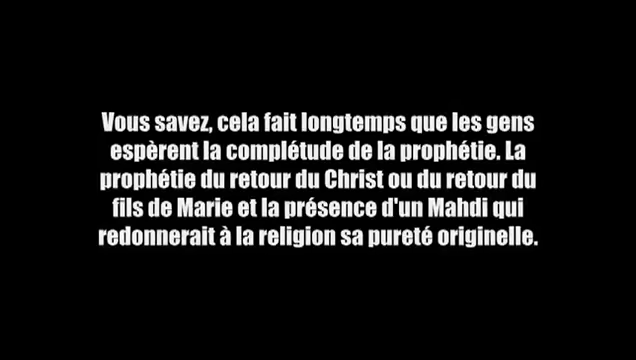 Vous savez, cela fait longtemps que les gens
espèrent la complétude de la prophétie. La
prophétie du retour du Christ ou du retour du
fils de Marie et la présence d'un Mahdi qui
redonnerait à la religion sa pureté originelle.